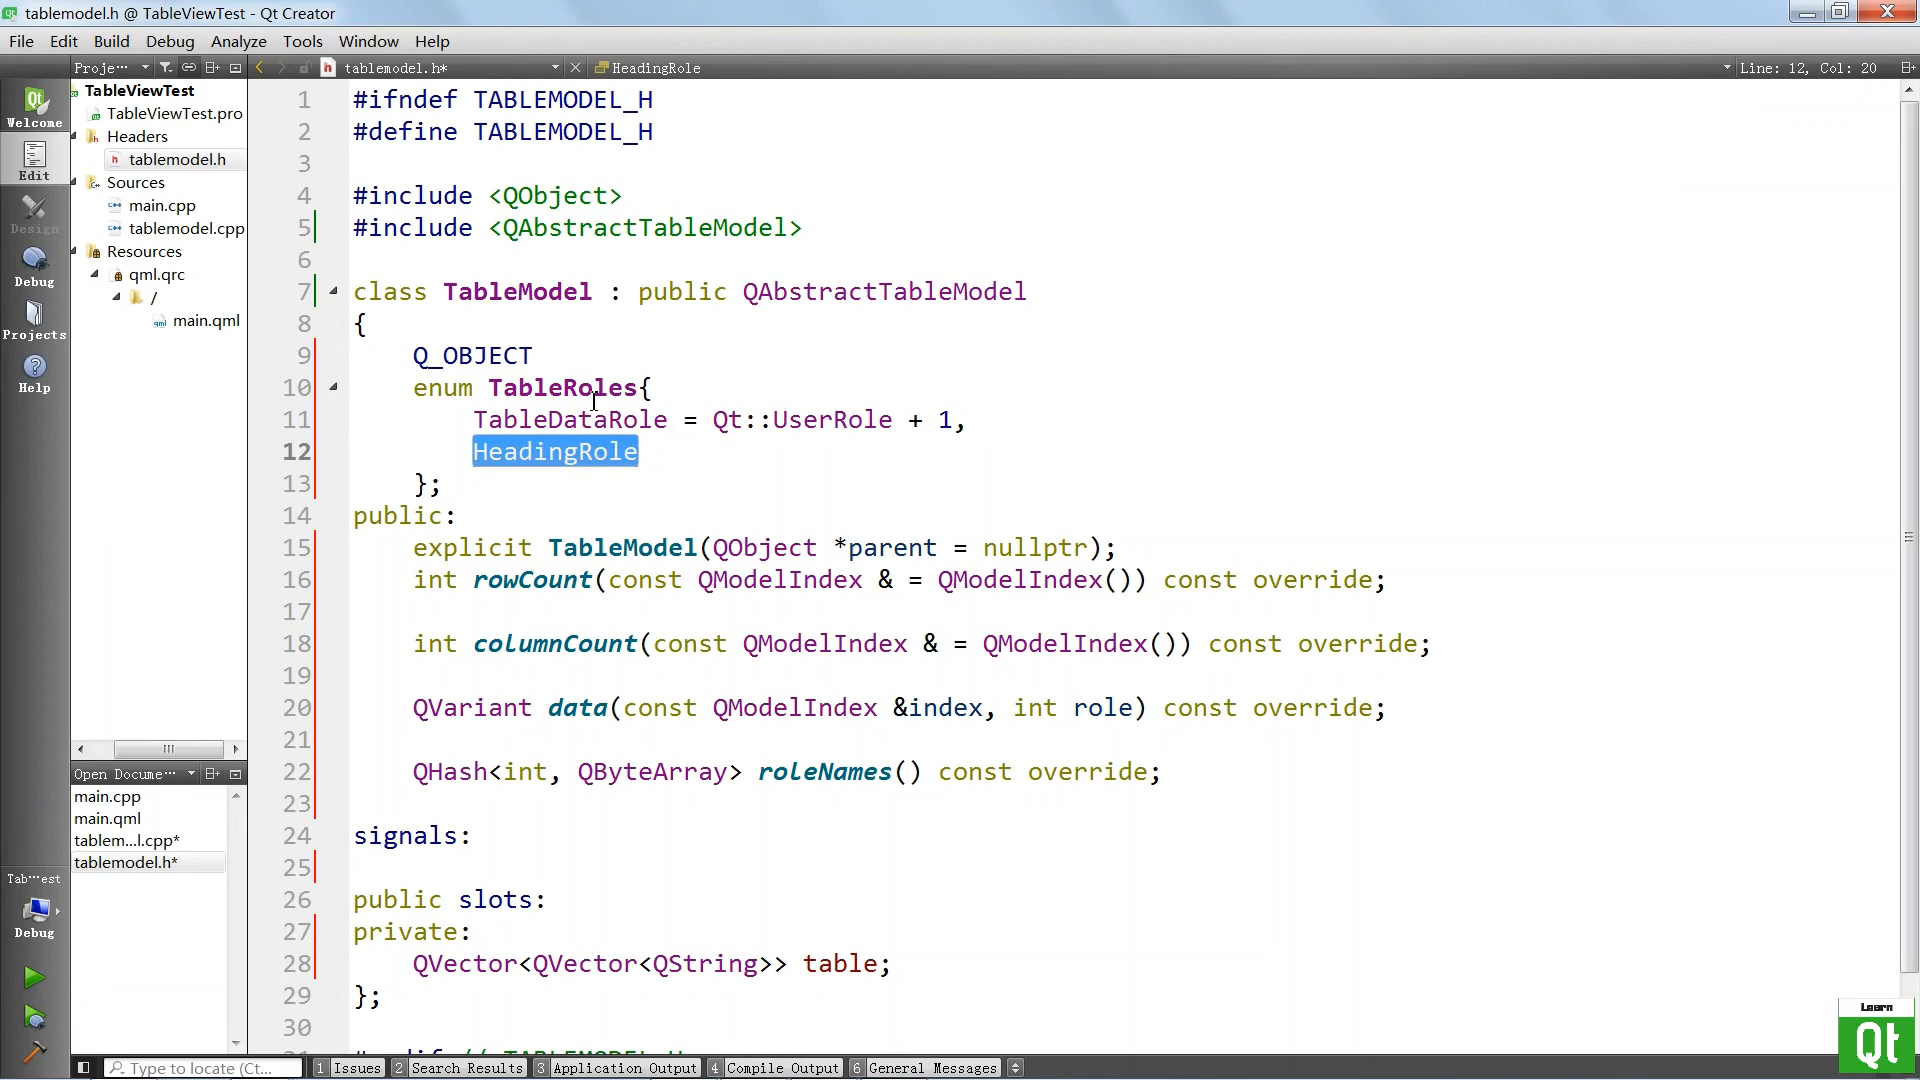 tablemodel.h @ TableViewTest - Qt Creator
File Edit Build Debug Analyze Tools Window Help
Proje··· tablemodel.h* HeadingRole Line: 12, Col: 20
Welcome
Edit
Design
Debug
Projects
Help
TableViewTest
TableViewTest.pro
Headers
tablemodel.h
Sources
main.cpp
tablemodel.cpp
Resources
qml.qrc
/
main.qml
Open Docume···
main.cpp
main.qml
tablem...l.cpp*
tablemodel.h*
Tab···est
Debug
1 #ifndef TABLEMODEL_H
2 #define TABLEMODEL_H
3
4 #include <QObject>
5 #include <QAbstractTableModel>
6
7 class TableModel : public QAbstractTableModel
8 {
9 Q_OBJECT
10 enum TableRoles{
11 TableDataRole = Qt::UserRole + 1,
12 HeadingRole
13 };
14 public:
15 explicit TableModel(QObject *parent = nullptr);
16 int rowCount(const QModelIndex & = QModelIndex()) const override;
17
18 int columnCount(const QModelIndex & = QModelIndex()) const override;
19
20 QVariant data(const QModelIndex &index, int role) const override;
21
22 QHash<int, QByteArray> roleNames() const override;
23
24 signals:
25
26 public slots:
27 private:
28 QVector<QVector<QString>> table;
29 };
30
Type to locate (Ct... 1 Issues 2 Search Results 3 Application Output 4 Compile Output 6 General Messages
Learn
Qt